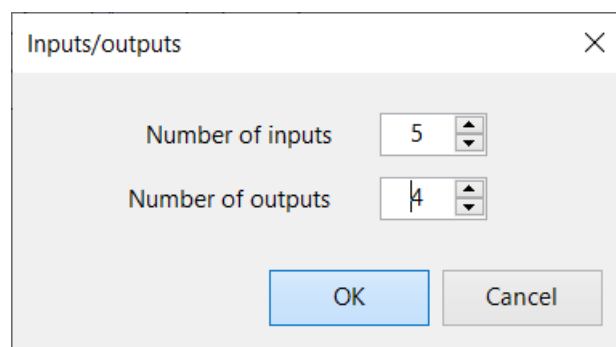 Inputs/outputs
Number of inputs 5
Number of outputs 4
OK Cancel